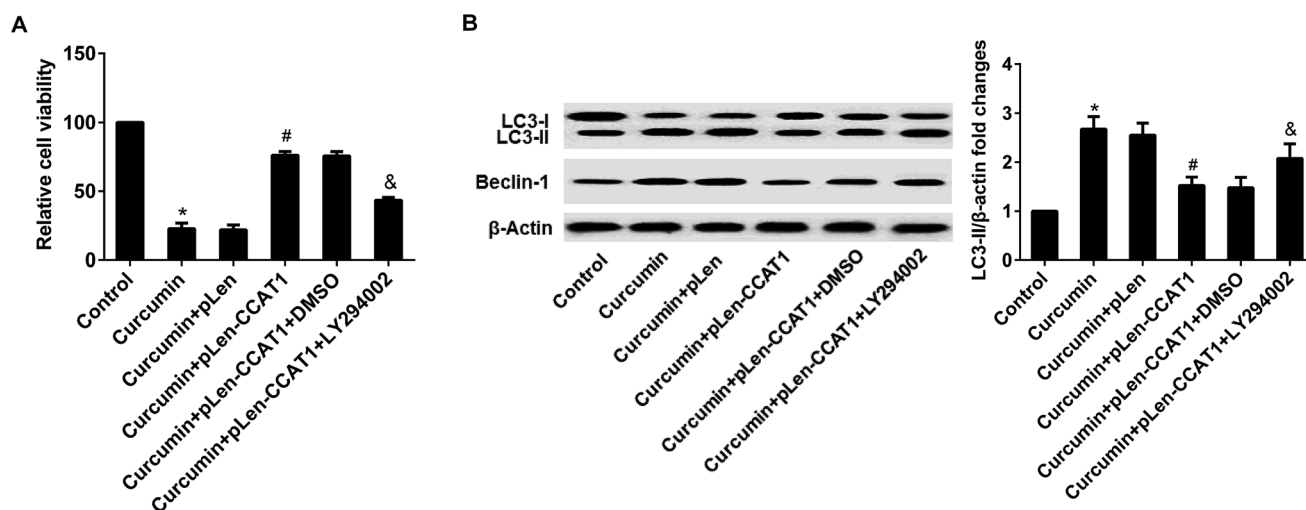 A
Relative cell viability
150
100
50
0
*
#
&
Control
Curcumin
Curcumin+pLen
Curcumin+pLen-CCAT1
Curcumin+pLen-CCAT1+DMSO
Curcumin+pLen-CCAT1+LY294002
B
LC3-I
LC3-II
Beclin-1
β-Actin
Control
Curcumin
Curcumin+pLen
Curcumin+pLen-CCAT1
Curcumin+pLen-CCAT1+DMSO
Curcumin+pLen-CCAT1+LY294002
LC3-II/β-actin fold changes
4
3
2
1
0
*
#
&
Control
Curcumin
Curcumin+pLen
Curcumin+pLen-CCAT1
Curcumin+pLen-CCAT1+DMSO
Curcumin+pLen-CCAT1+LY294002